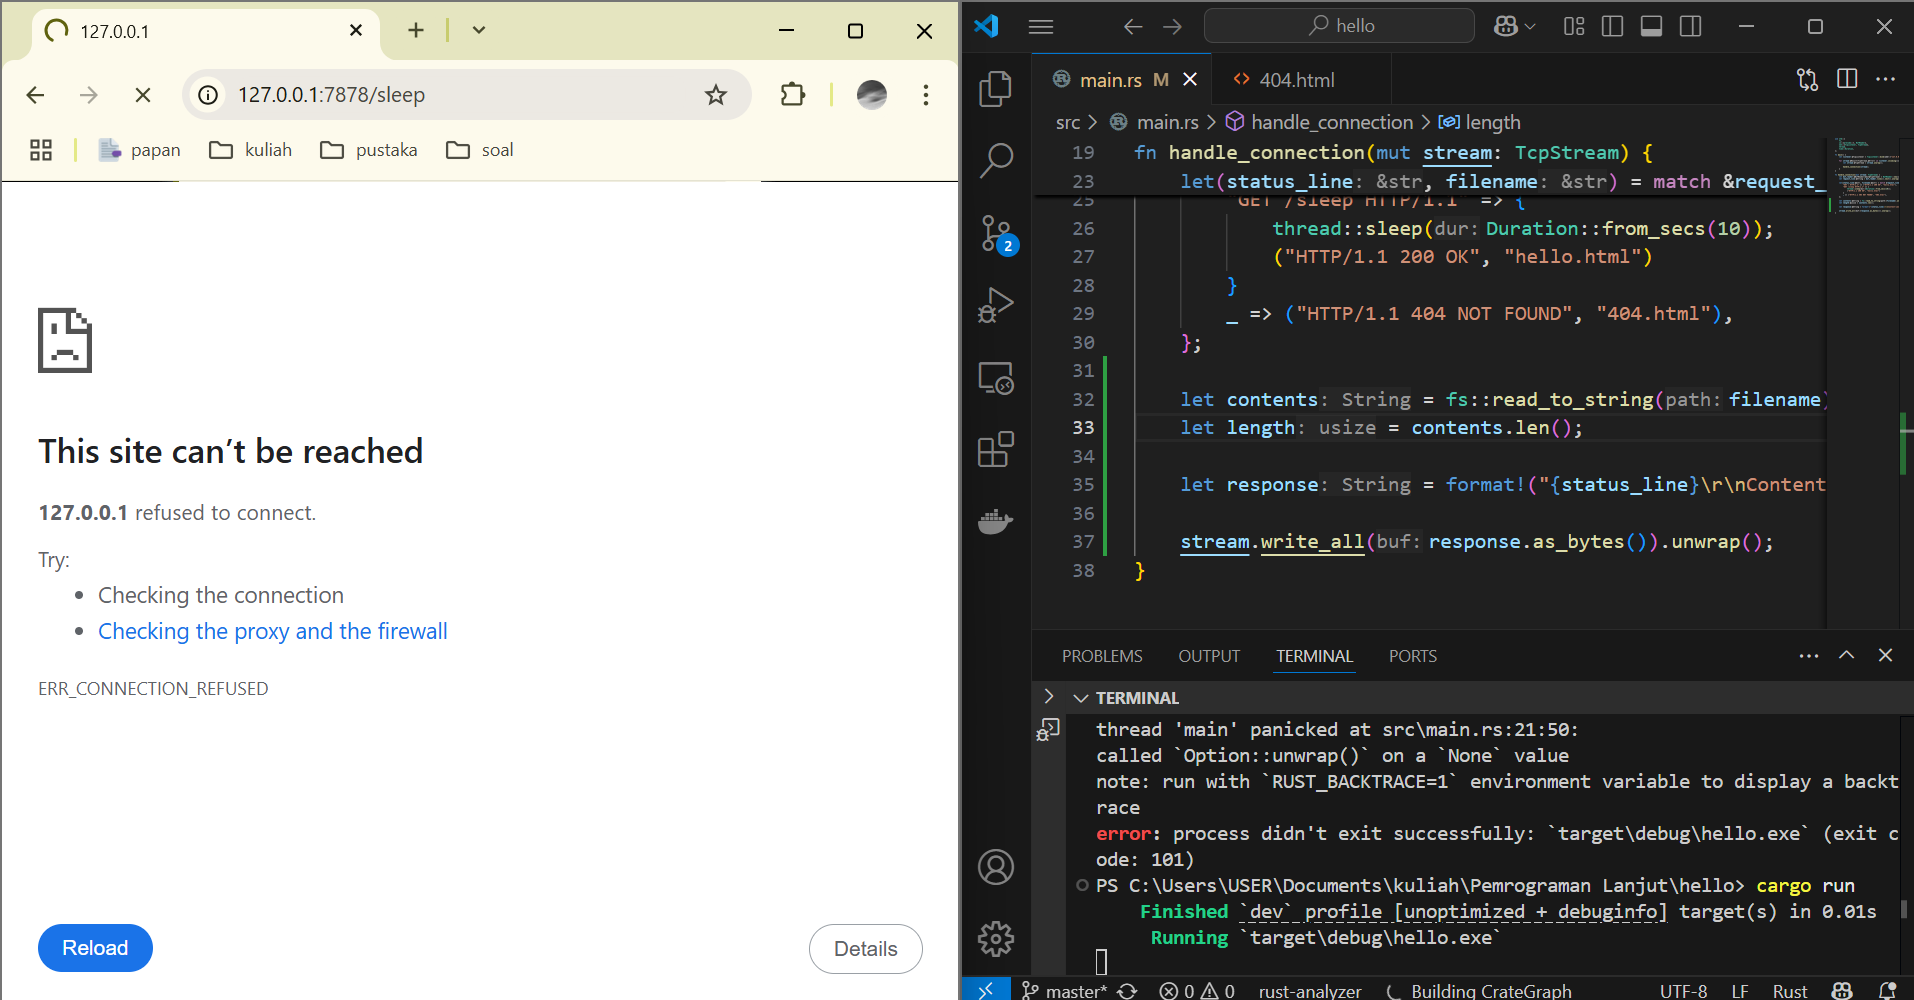 127.0.0.1
127.0.0.1:7878/sleep
papan
kuliah
pustaka
soal
This site can’t be reached
127.0.0.1 refused to connect.
Try:
Checking the connection
Checking the proxy and the firewall
ERR_CONNECTION_REFUSED
Reload
Details
hello
main.rs M
404.html
src > main.rs > handle_connection > length
19 fn handle_connection(mut stream: TcpStream) {
23 let(status_line: &str, filename: &str) = match &request_
25 GET /sleep HTTP/1.1 => {
26 thread::sleep(dur: Duration::from_secs(10));
27 ("HTTP/1.1 200 OK", "hello.html")
28 }
29 _ => ("HTTP/1.1 404 NOT FOUND", "404.html"),
30 };
31
32 let contents: String = fs::read_to_string(path: filename)
33 let length: usize = contents.len();
34
35 let response: String = format!("{status_line}\r\nContent
36
37 stream.write_all(buf: response.as_bytes()).unwrap();
38 }
2
PROBLEMS
OUTPUT
TERMINAL
PORTS
TERMINAL
thread 'main' panicked at src\main.rs:21:50:
called `Option::unwrap()` on a `None` value
note: run with `RUST_BACKTRACE=1` environment variable to display a backt
race
error: process didn't exit successfully: `target\debug\hello.exe` (exit c
ode: 101)
PS C:\Users\USER\Documents\kuliah\Pemrograman Lanjut\hello> cargo run
Finished `dev` profile [unoptimized + debuginfo] target(s) in 0.01s
Running `target\debug\hello.exe`
master* 0 0 rust-analyzer Building CrateGraph UTF-8 LF Rust